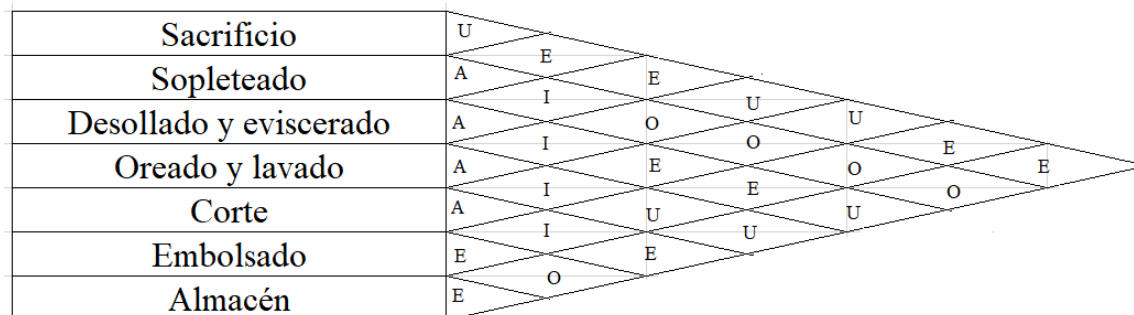 Sacrificio U
E
Sopleteado A E
I U
Desollado y eviscerado A O U
I O E
Oreado y lavado A E O E
I E O
Corte A U U
I U
Embolsado E E
O
Almacén E